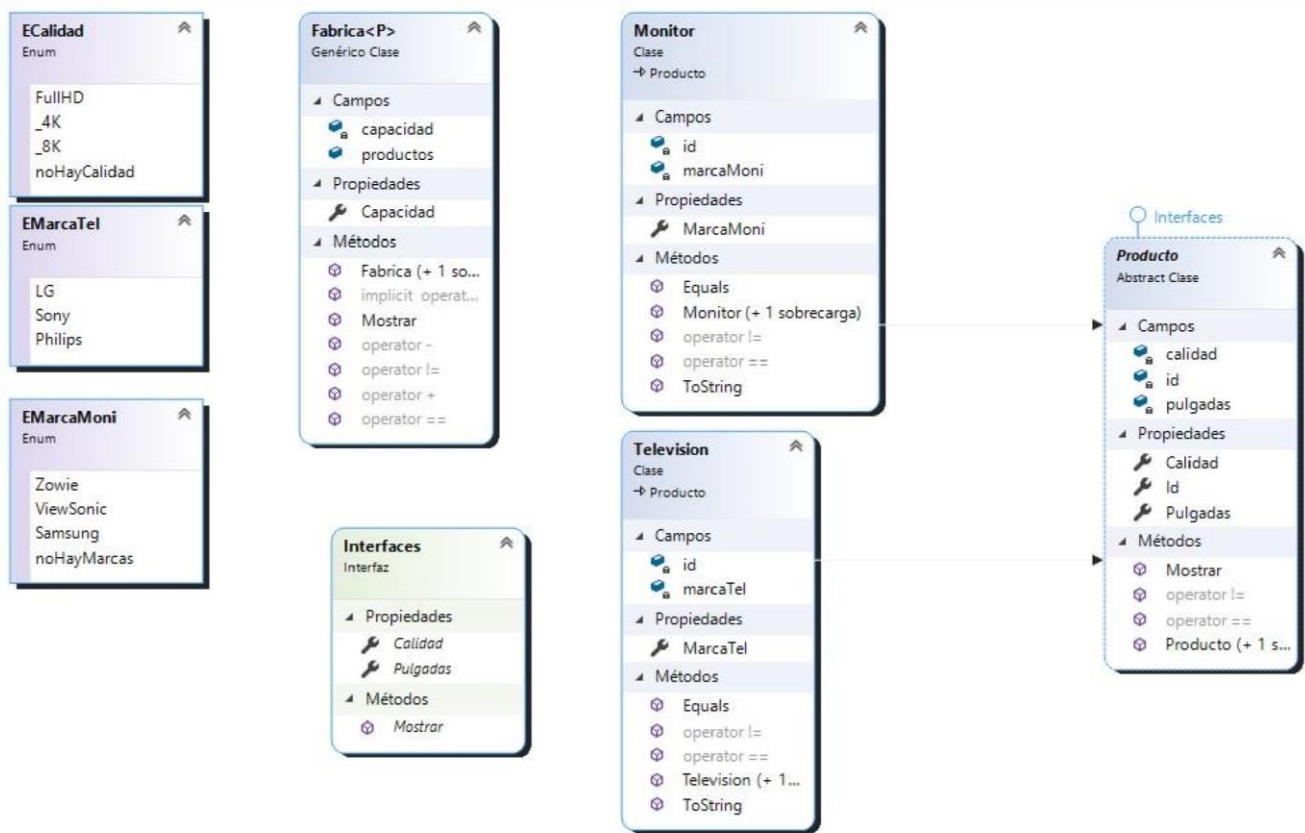 ECalidad
Enum
FullHD
_4K
_8K
noHayCalidad
EMarcaTel
Enum
LG
Sony
Philips
EMarcaMoni
Enum
Zowie
ViewSonic
Samsung
noHayMarcas
Fabrica<P>
Genérico Clase
Campos
capacidad
productos
Propiedades
Capacidad
Métodos
Fabrica (+ 1 so...
implicit operat...
Mostrar
operator -
operator !=
operator +
operator ==
Interfaces
Interfaz
Propiedades
Calidad
Pulgadas
Métodos
Mostrar
Monitor
Clase
Producto
Campos
id
marcaMoni
Propiedades
MarcaMoni
Métodos
Equals
Monitor (+ 1 sobrecarga)
operator !=
operator ==
ToString
Television
Clase
Producto
Campos
id
marcaTel
Propiedades
MarcaTel
Métodos
Equals
operator !=
operator ==
Television (+ 1...
ToString
Interfaces
Producto
Abstract Clase
Campos
calidad
id
pulgadas
Propiedades
Calidad
Id
Pulgadas
Métodos
Mostrar
operator !=
operator ==
Producto (+ 1 s...